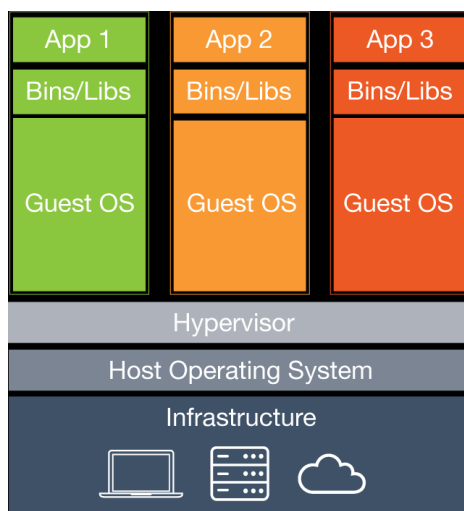 App 1
App 2
App 3
Bins/Libs
Bins/Libs
Bins/Libs
Guest OS
Guest OS
Guest OS
Hypervisor
Host Operating System
Infrastructure